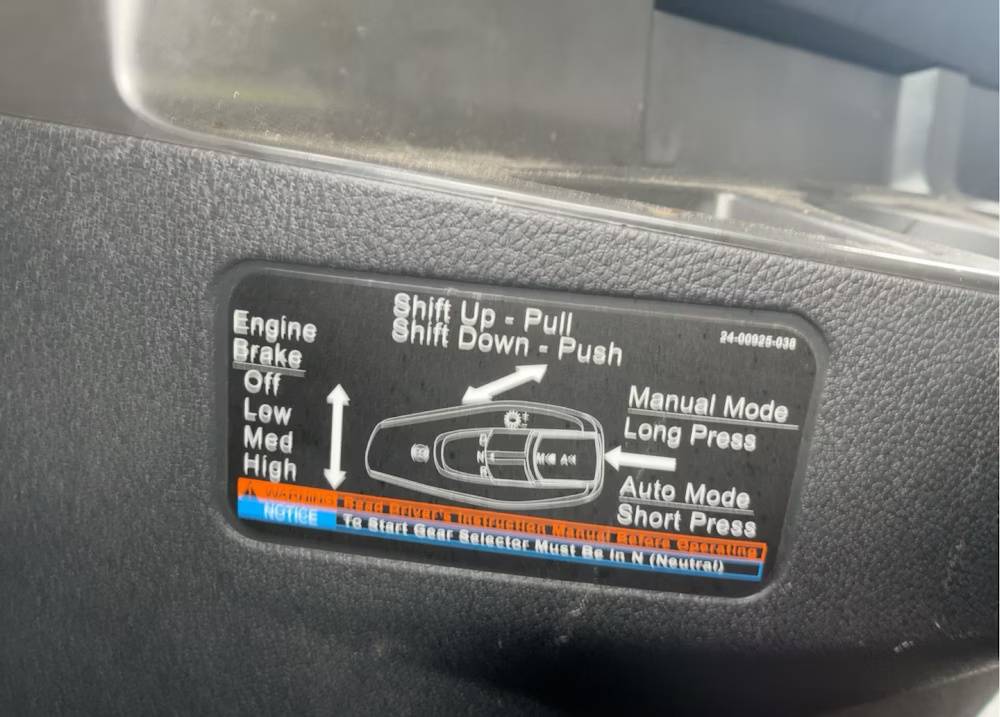 Shift Up - Pull
Shift Down - Push
24-00925-038
Engine
Brake
Off
Low
Med
High
D
N
R
M
A
Manual Mode
Long Press
Auto Mode
Short Press
WARNING Read Driver's Instruction Manual Before Operating
NOTICE To Start Gear Selector Must Be In N (Neutral)